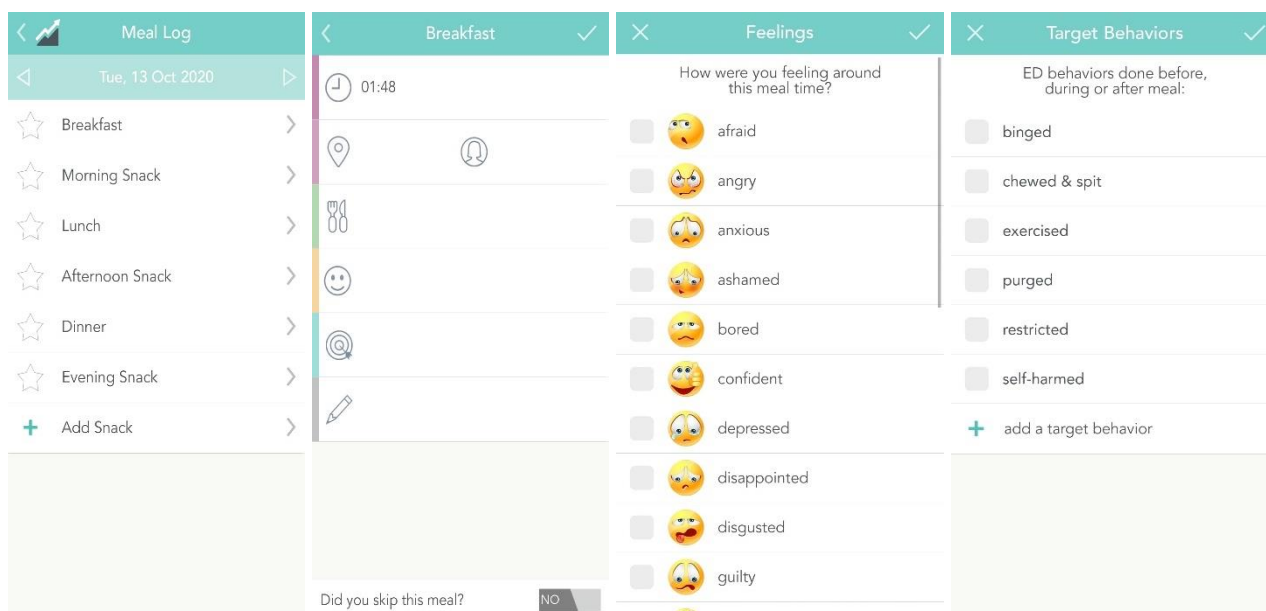 Meal Log
Tue, 13 Oct 2020
Breakfast
Morning Snack
Lunch
Afternoon Snack
Dinner
Evening Snack
+ Add Snack
Breakfast
01:48
Did you skip this meal? NO
Feelings
How were you feeling around
this meal time?
afraid
angry
anxious
ashamed
bored
confident
depressed
disappointed
disgusted
guilty
Target Behaviors
ED behaviors done before,
during or after meal:
binged
chewed & spit
exercised
purged
restricted
self-harmed
+ add a target behavior